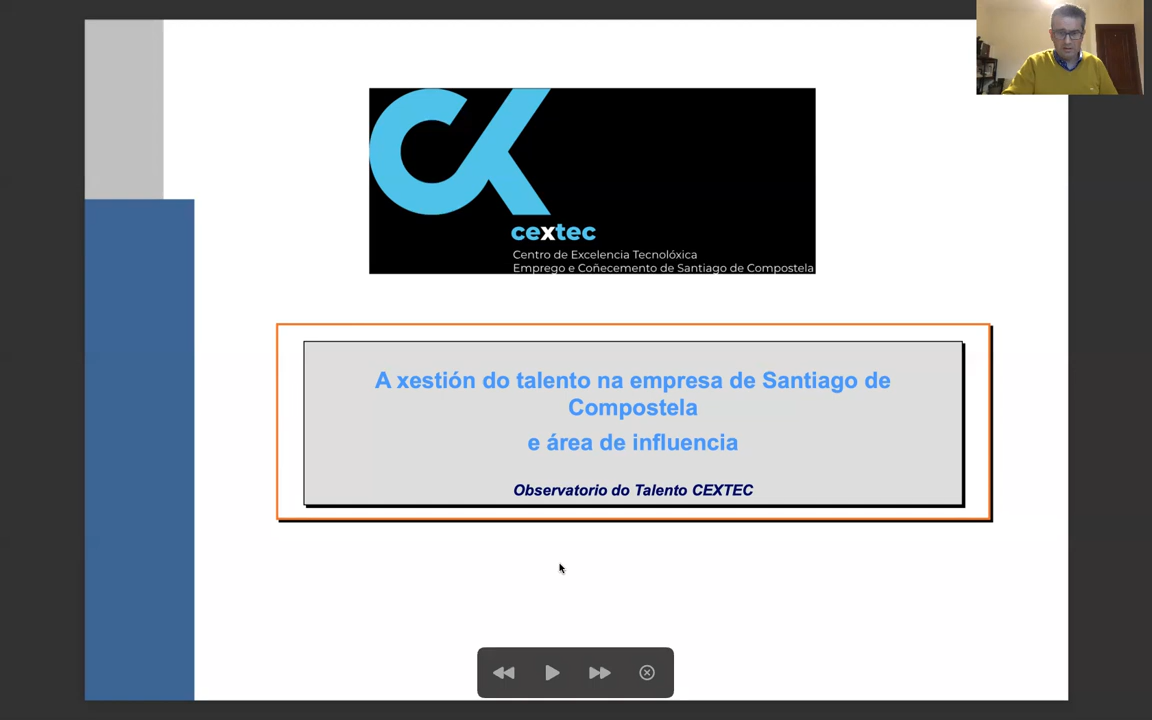 cextec
Centro de Excelencia Tecnolóxica
Emprego e Coñecemento de Santiago de Compostela
A xestión do talento na empresa de Santiago de
Compostela
e área de influencia
Observatorio do Talento CEXTEC